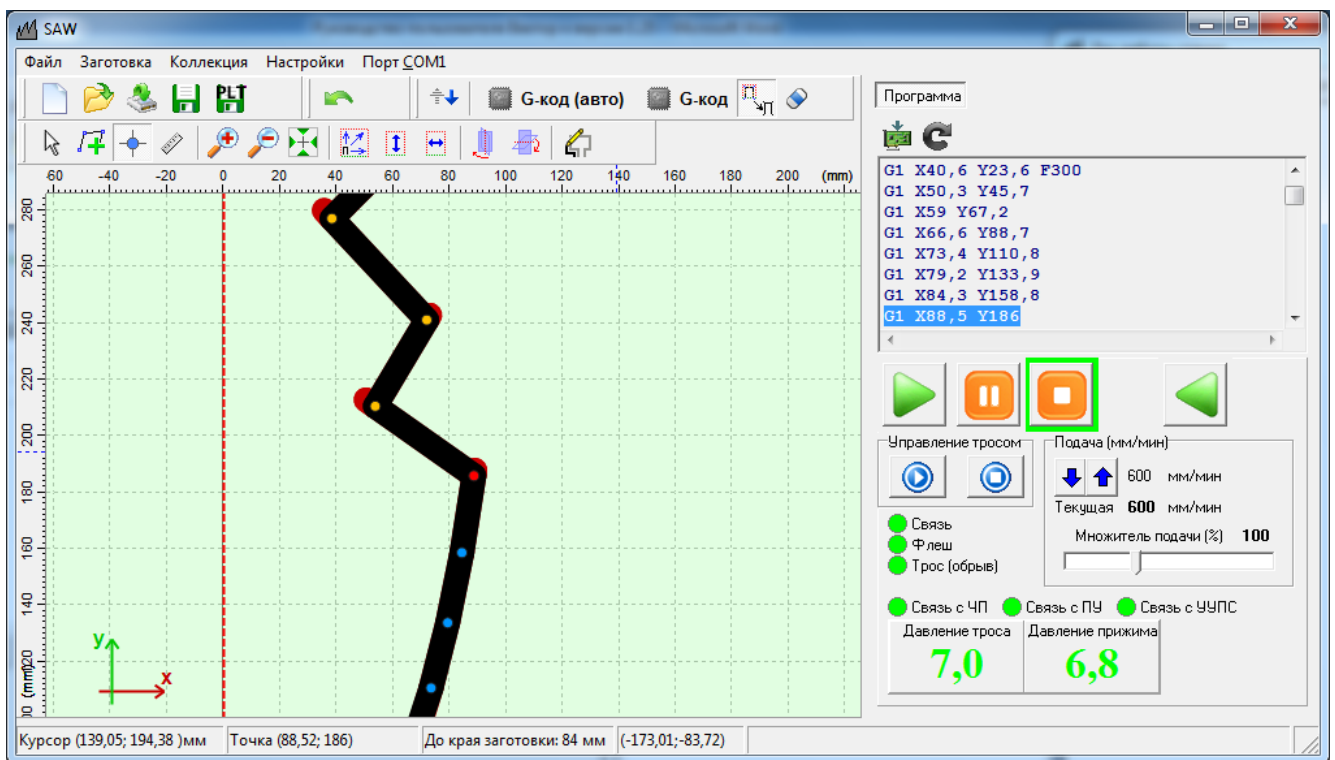 SAW
Файл Заготовка Коллекция Настройки Порт COM1
PLT G-код (авто) G-код П П
П
-60 -40 -20 0 20 40 60 80 100 120 140 160 180 200 (mm)
280
260
240
220
200
180
160
140
120
(mm)
y
x
Программа
G1 X40,6 Y23,6 F300
G1 X50,3 Y45,7
G1 X59 Y67,2
G1 X66,6 Y88,7
G1 X73,4 Y110,8
G1 X79,2 Y133,9
G1 X84,3 Y158,8
G1 X88,5 Y186
Управление тросом
Подача (мм/мин)
600 мм/мин
Текущая 600 мм/мин
Множитель подачи (%) 100
Связь
Флеш
Трос (обрыв)
Связь с ЧП Связь с ПУ Связь с УУПС
Давление троса Давление прижима
7,0 6,8
Курсор (139,05; 194,38 )мм Точка (88,52; 186) До края заготовки: 84 мм (-173,01;-83,72)